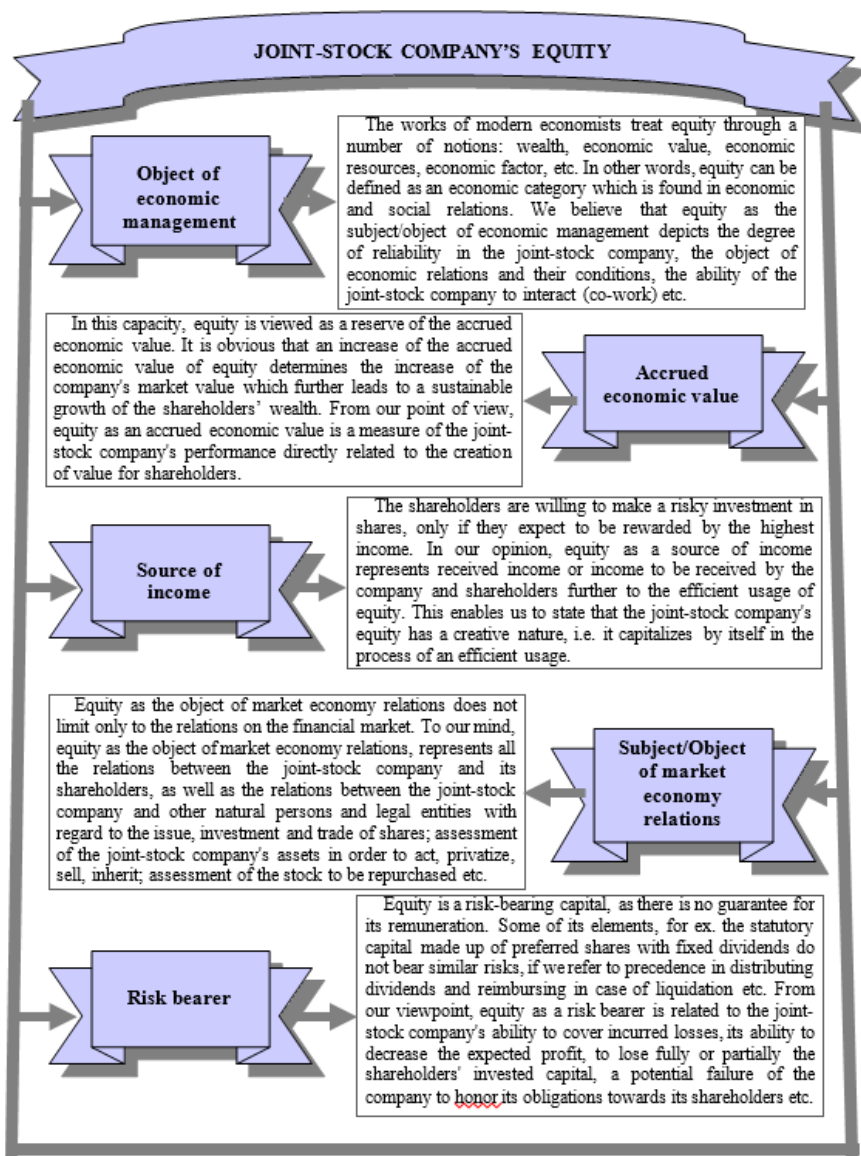 JOINT-STOCK COMPANY'S EQUITY
Object of
economic
management
The works of modern economists treat equity through a
number of notions: wealth, economic value, economic
resources, economic factor, etc. In other words, equity can be
defined as an economic category which is found in economic
and social relations. We believe that equity as the
subject/object of economic management depicts the degree
of reliability in the joint-stock company, the object of
economic relations and their conditions, the ability of the
joint-stock company to interact (co-work) etc.
In this capacity, equity is viewed as a reserve of the accrued
economic value. It is obvious that an increase of the accrued
economic value of equity determines the increase of the
company's market value which further leads to a sustainable
growth of the shareholders' wealth. From our point of view,
equity as an accrued economic value is a measure of the joint-
stock company's performance directly related to the creation
of value for shareholders.
Accrued
economic value
Source of
income
The shareholders are willing to make a risky investment in
shares, only if they expect to be rewarded by the highest
income. In our opinion, equity as a source of income
represents received income or income to be received by the
company and shareholders further to the efficient usage of
equity. This enables us to state that the joint-stock company's
equity has a creative nature, i.e. it capitalizes by itself in the
process of an efficient usage.
Equity as the object of market economy relations does not
limit only to the relations on the financial market. To our mind,
equity as the object of market economy relations, represents all
the relations between the joint-stock company and its
shareholders, as well as the relations between the joint-stock
company and other natural persons and legal entities with
regard to the issue, investment and trade of shares; assessment
of the joint-stock company's assets in order to act, privatize,
sell, inherit; assessment of the stock to be repurchased etc.
Subject/Object
of market
economy
relations
Risk bearer
Equity is a risk-bearing capital, as there is no guarantee for
its remuneration. Some of its elements, for ex. the statutory
capital made up of preferred shares with fixed dividends do
not bear similar risks, if we refer to precedence in distributing
dividends and reimbursing in case of liquidation etc. From
our viewpoint, equity as a risk bearer is related to the joint-
stock company's ability to cover incurred losses, its ability to
decrease the expected profit, to lose fully or partially the
shareholders' invested capital, a potential failure of the
company to honor its obligations towards its shareholders etc.